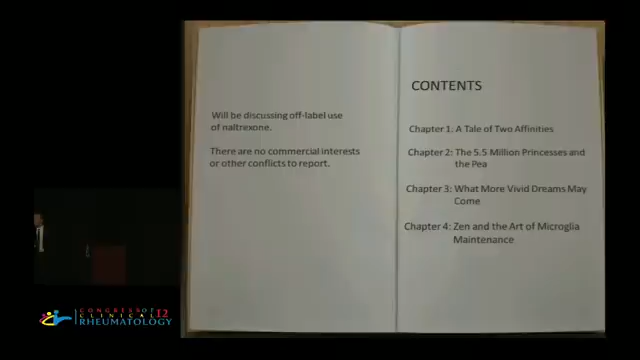 Will be discussing off-label use
of naltrexone.
There are no commercial interests
or other conflicts to report.
CONTENTS
Chapter 1: A Tale of Two Affinities
Chapter 2: The 5.5 Million Princesses and
the Pea
Chapter 3: What More Vivid Dreams May
Come
Chapter 4: Zen and the Art of Microglia
Maintenance
CONGRESS OF
CLINICAL 12
RHEUMATOLOGY